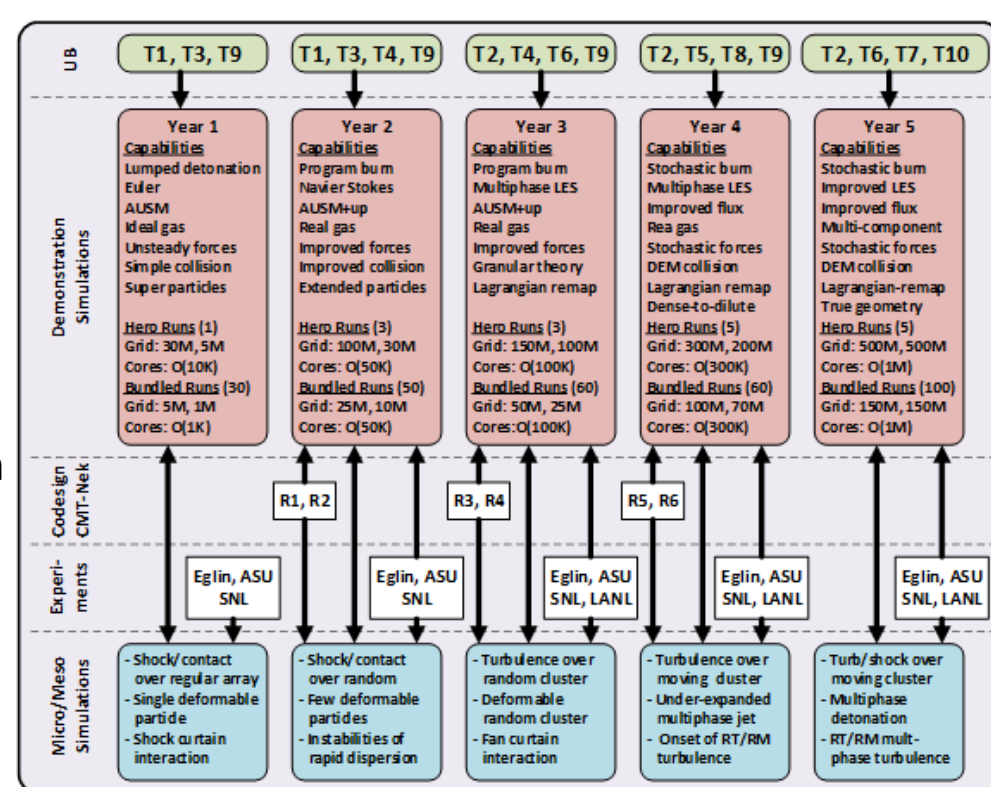 UB
T1, T3, T9
T1, T3, T4, T9
T2, T4, T6, T9
T2, T5, T8, T9
T2, T6, T7, T10
Demonstration
Simulations
Year 1
Capabilities
Lumped detonation
Euler
AUSM
Ideal gas
Unsteady forces
Simple collision
Super particles
Hero Runs (1)
Grid: 30M, 5M
Cores: O(10K)
Bundled Runs (30)
Grid: 5M, 1M
Cores: O(1K)
Year 2
Capabilities
Program burn
Navier Stokes
AUSM+up
Real gas
Improved forces
Improved collision
Extended particles
Hero Runs (3)
Grid: 100M, 30M
Cores: O(50K)
Bundled Runs (50)
Grid: 25M, 10M
Cores: O(50K)
Year 3
Capabilities
Program burn
Multiphase LES
AUSM+up
Real gas
Improved forces
Granular theory
Lagrangian remap
Hero Runs (3)
Grid: 150M, 100M
Cores: O(100K)
Bundled Runs (60)
Grid: 50M, 25M
Cores:O(100K)
Year 4
Capabilities
Stochastic burn
Multiphase LES
Improved flux
Rea gas
Stochastic forces
DEM collision
Lagrangian remap
Dense-to-dilute
Hero Runs (5)
Grid: 300M, 200M
Cores: O(300K)
Bundled Runs (60)
Grid: 100M, 70M
Cores: O(300K)
Year 5
Capabilities
Stochastic burn
Improved LES
Improved flux
Multi-component
Stochastic forces
DEM collision
Lagrangian-remap
True geometry
Hero Runs (5)
Grid: 500M, 500M
Cores: O(1M)
Bundled Runs (100)
Grid: 150M, 150M
Cores: O(1M)
Codesign
CMT-Nek
R1, R2
R3, R4
R5, R6
Experi-
ments
Eglin, ASU
SNL
Eglin, ASU
SNL
Eglin, ASU
SNL, LANL
Eglin, ASU
SNL, LANL
Eglin, ASU
SNL, LANL
Micro/Meso
Simulations
- Shock/contact
over regular array
- Single deformable
particle
- Shock curtain
interaction
- Shock/contact
over random
- Few deformable
particles
- Instabilities of
rapid dispersion
- Turbulence over
random cluster
- Deformable
random cluster
- Fan curtain
interaction
- Turbulence over
moving cluster
- Under-expanded
multiphase jet
- Onset of RT/RM
turbulence
- Turb/shock over
moving cluster
- Multiphase
detonation
- RT/RM mult-
phase turbulence